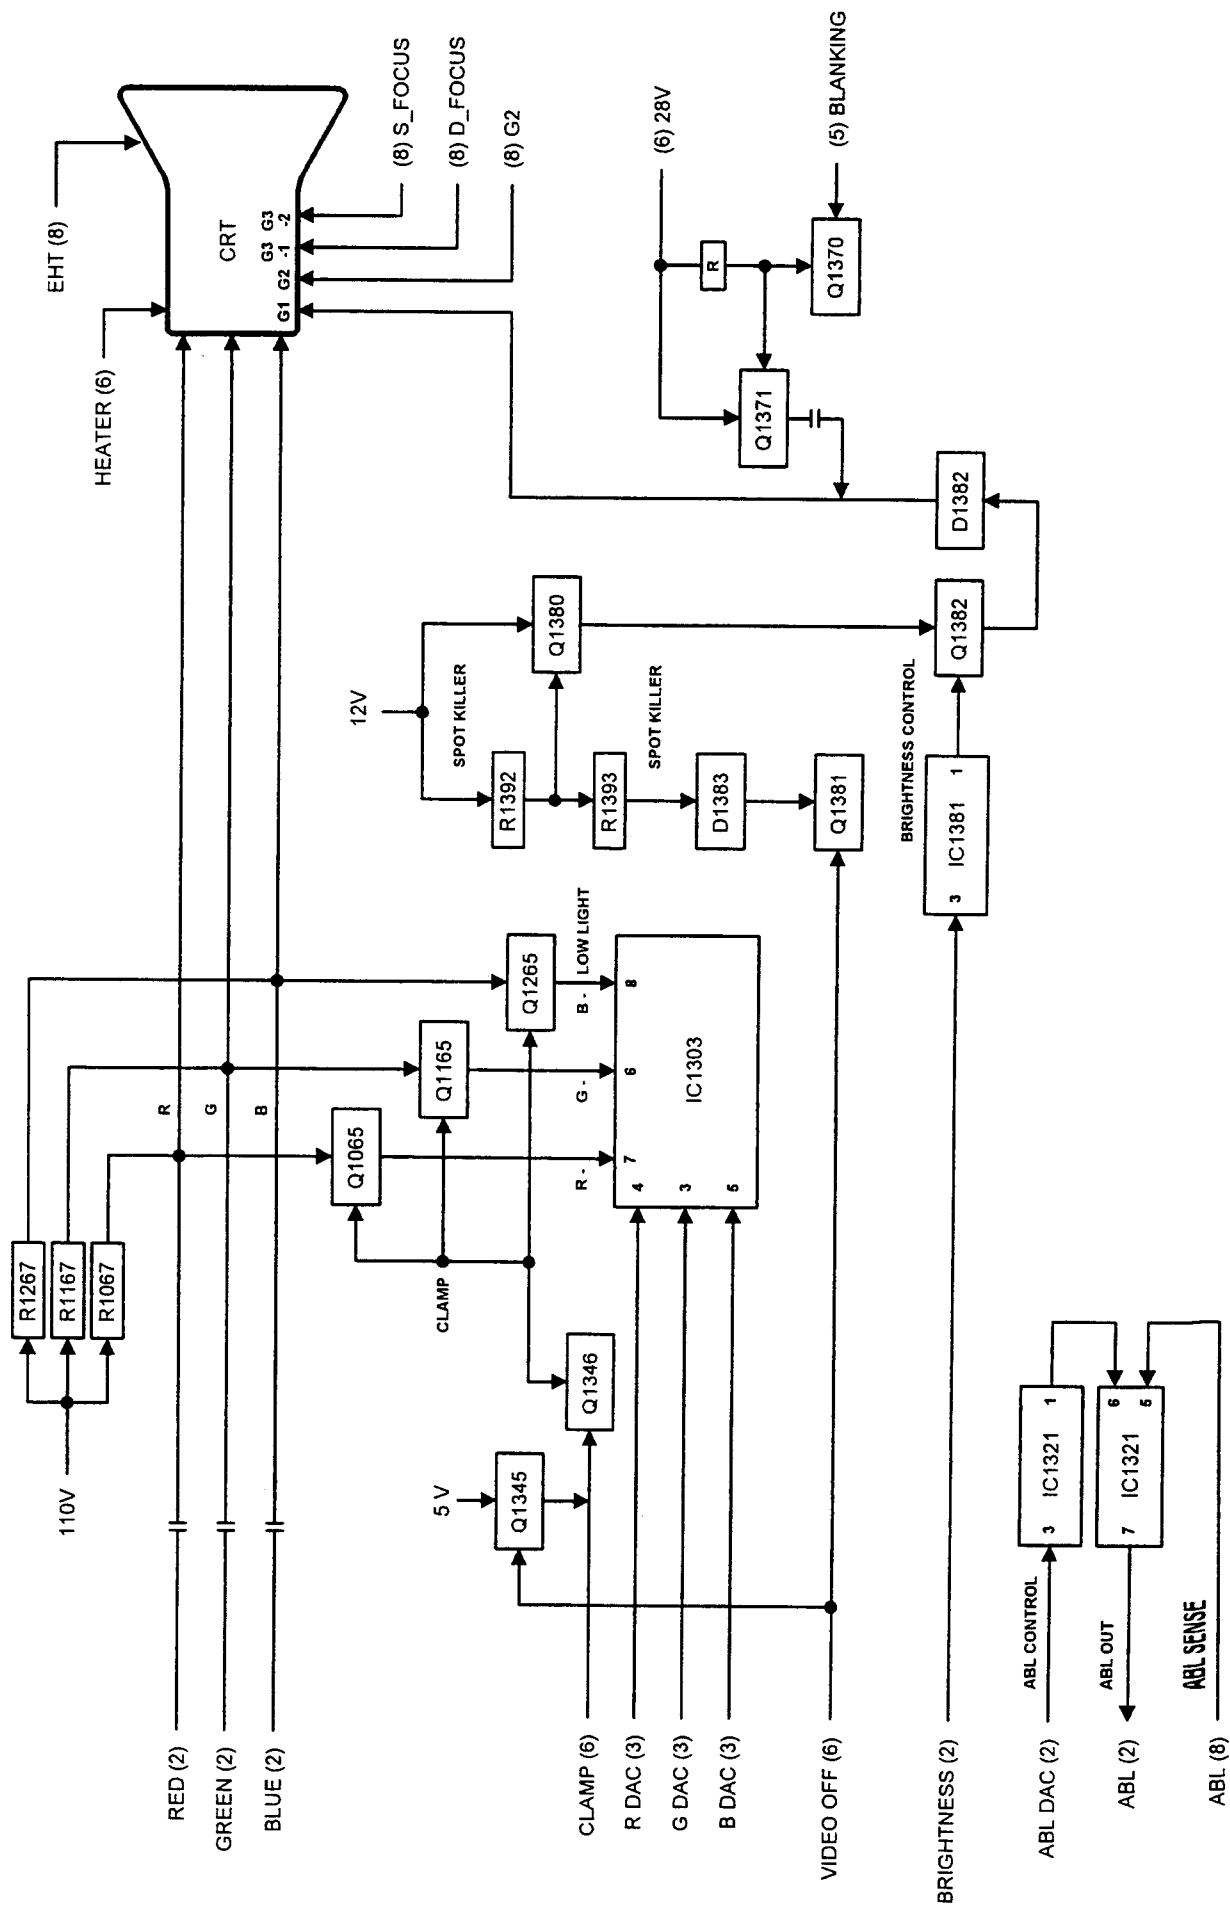 EHT (8)
HEATER (6)
CRT
G1
G2
G3
-1
G3
-2
(8) S_FOCUS
(8) D_FOCUS
(8) G2
(6) 28V
(5) BLANKING
R
Q1370
Q1371
D1382
110V
R1267
R1167
R1067
R
G
B
RED (2)
GREEN (2)
BLUE (2)
Q1065
Q1165
Q1265
CLAMP
R -
G -
B -
LOW LIGHT
IC1303
7
6
8
4
3
5
5 V
Q1345
Q1346
CLAMP (6)
R DAC (3)
G DAC (3)
B DAC (3)
VIDEO OFF (6)
12V
SPOT KILLER
R1392
Q1380
R1393
SPOT KILLER
D1383
Q1381
BRIGHTNESS CONTROL
3
IC1381
1
Q1382
BRIGHTNESS (2)
ABL DAC (2)
ABL CONTROL
3
IC1321
1
ABL (2)
ABL OUT
7
IC1321
6
5
ABL (8)
ABL SENSE